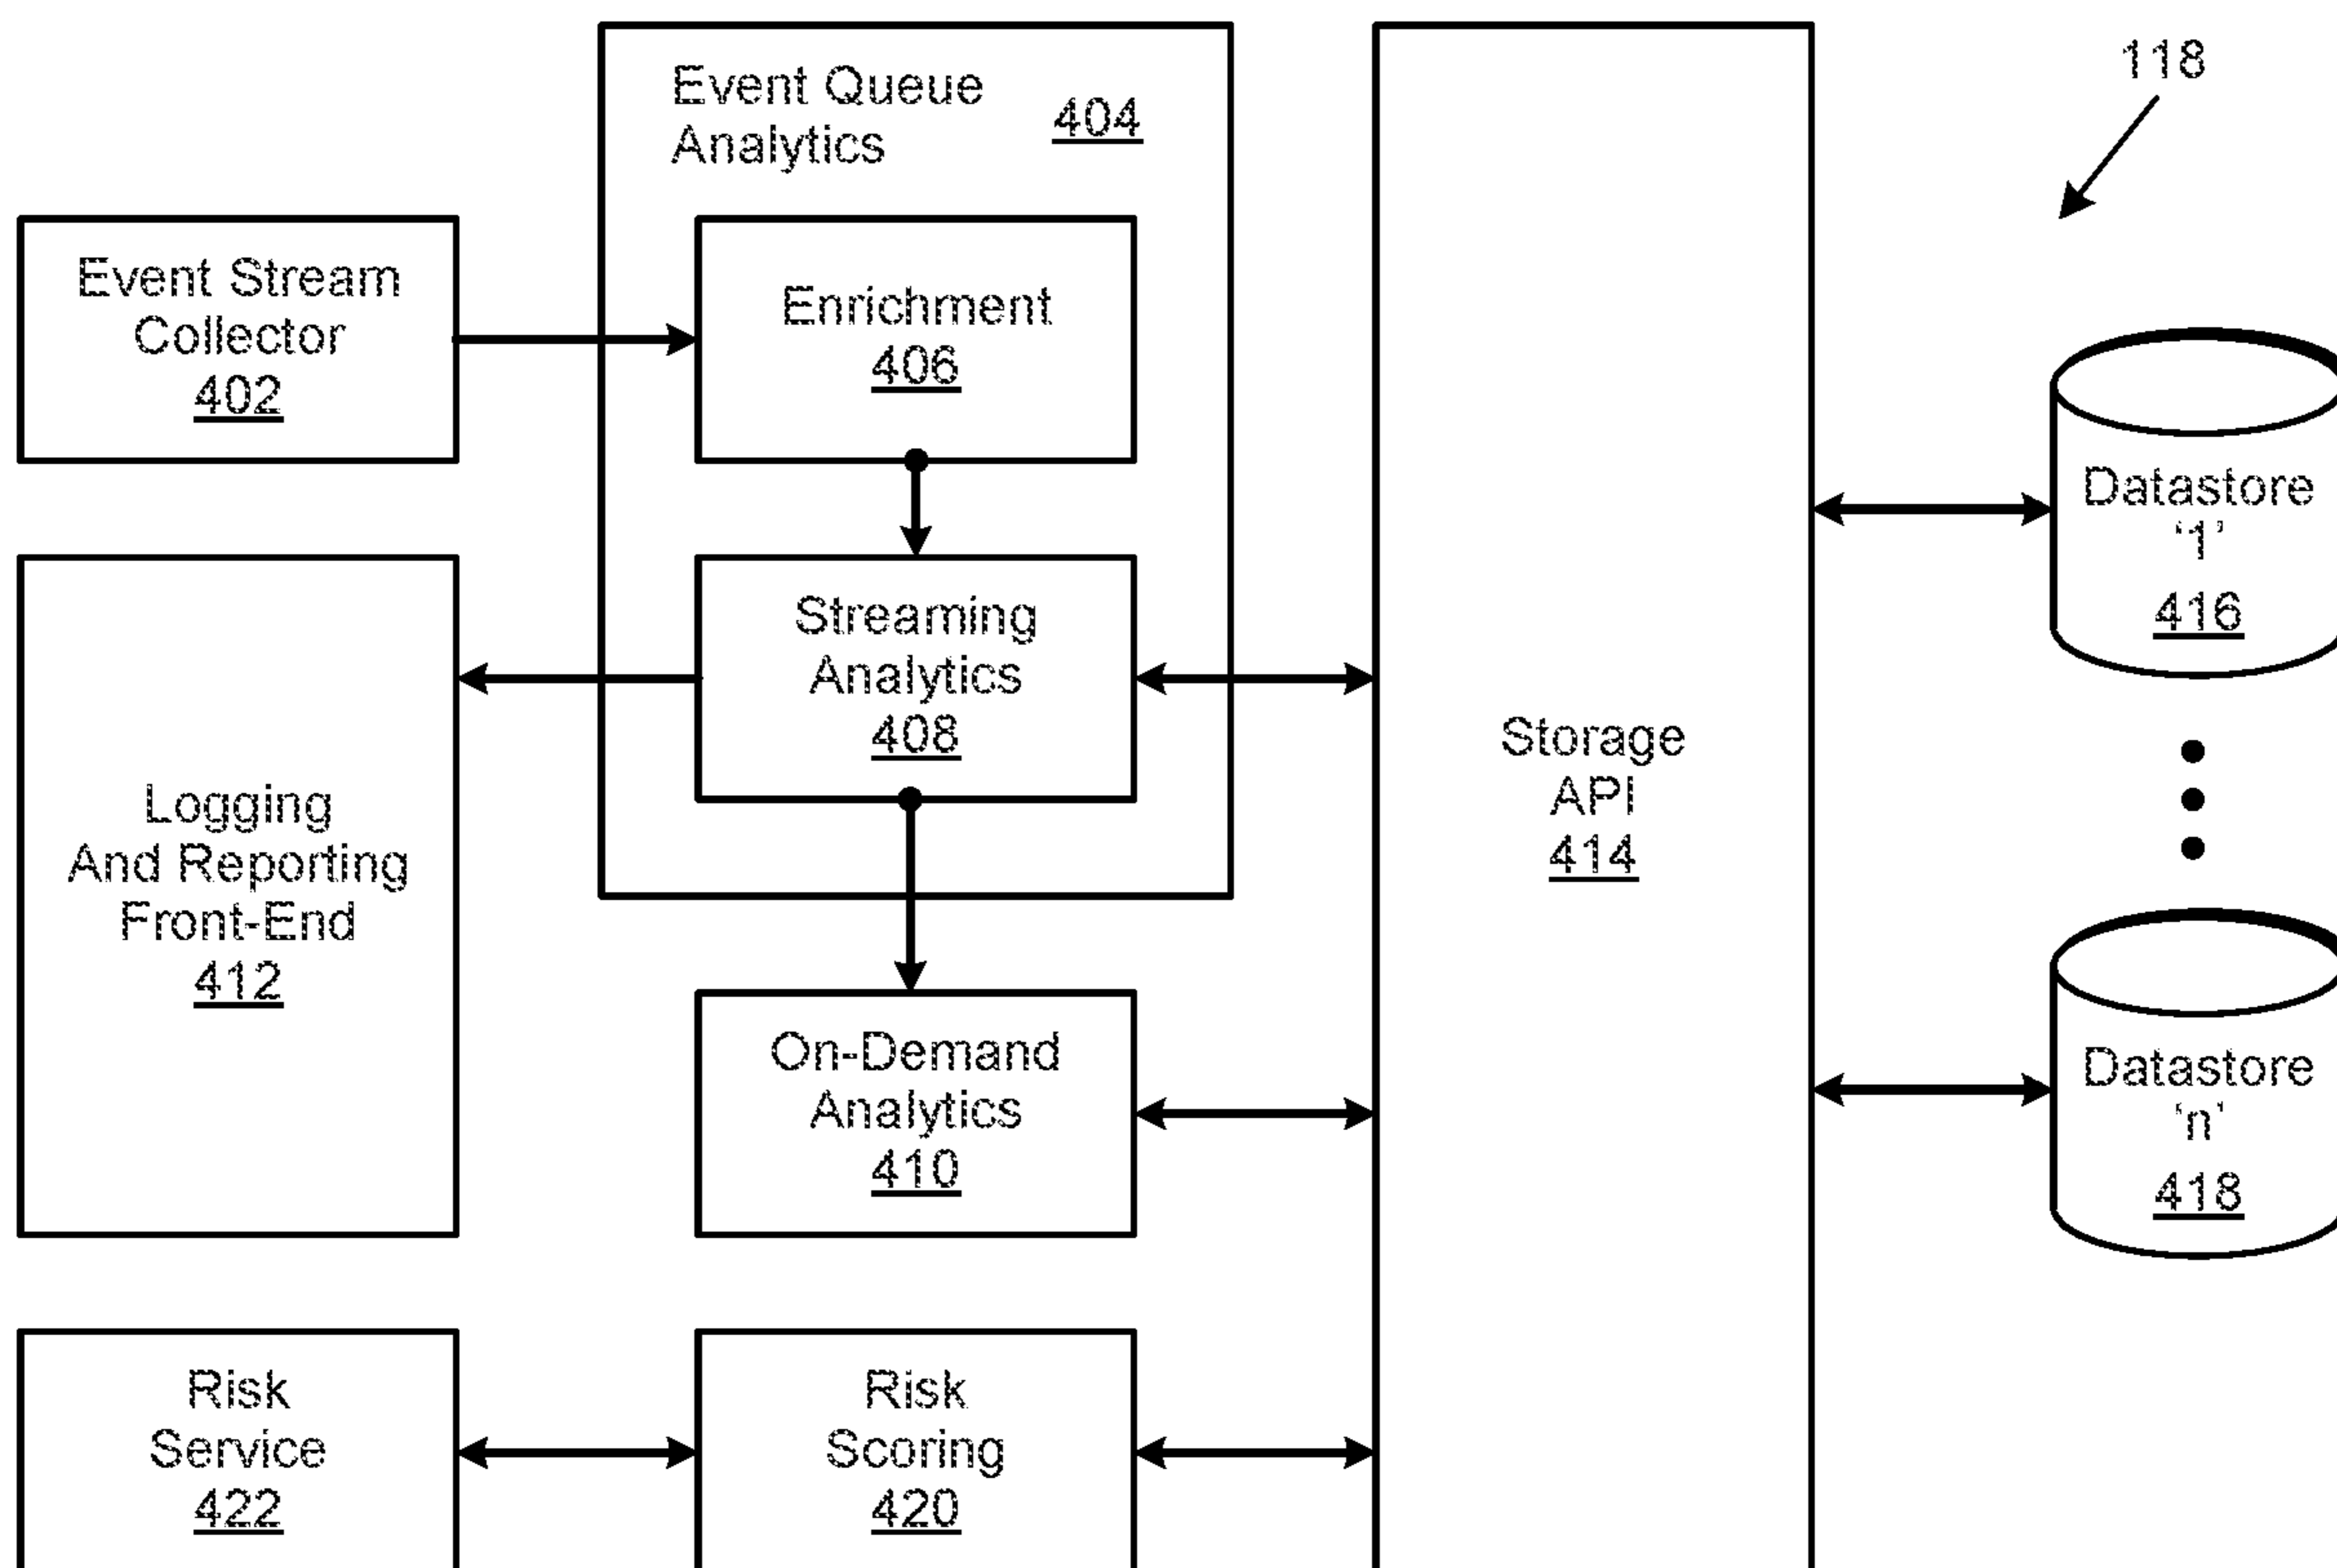 Event Queue
Analytics
404
118
Event Stream
Collector
402
Enrichment
406
Streaming
Analytics
408
Logging
And Reporting
Front-End
412
On-Demand
Analytics
410
Storage
API
414
Datastore
‘1’
416
Datastore
‘n’
418
Risk
Service
422
Risk
Scoring
420